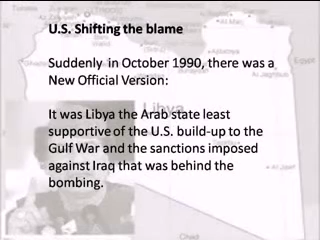 U.S. Shifting the blame
Suddenly in October 1990, there was a
New Official Version:
It was Libya the Arab state least
supportive of the U.S. build-up to the
Gulf War and the sanctions imposed
against Iraq that was behind the
bombing.
Libya
Chad